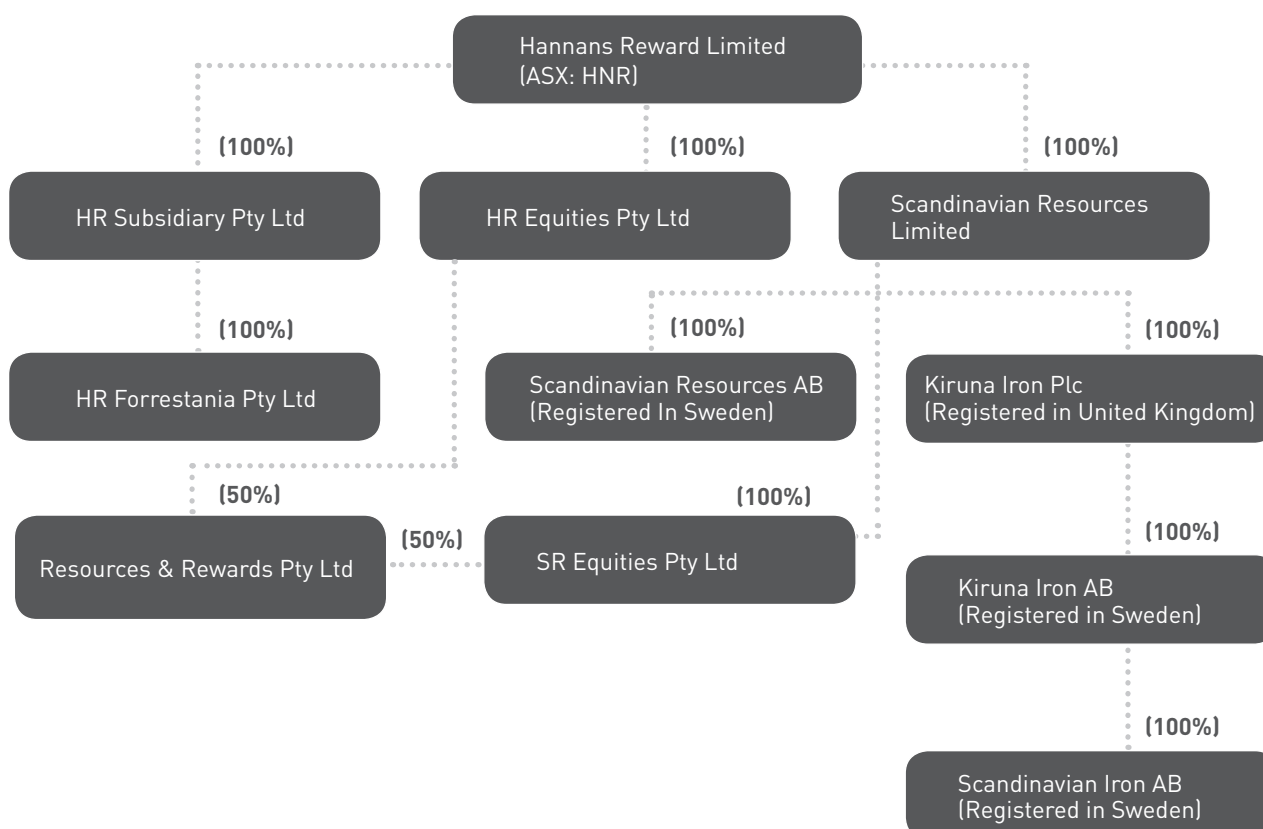 Hannans Reward Limited
(ASX: HNR)
(100%)
(100%)
(100%)
HR Subsidiary Pty Ltd
HR Equities Pty Ltd
Scandinavian Resources
Limited
(100%)
(100%)
(100%)
HR Forrestania Pty Ltd
Scandinavian Resources AB
(Registered In Sweden)
Kiruna Iron Plc
(Registered in United Kingdom)
(50%)
(100%)
Resources & Rewards Pty Ltd
(50%)
SR Equities Pty Ltd
(100%)
Kiruna Iron AB
(Registered in Sweden)
(100%)
Scandinavian Iron AB
(Registered in Sweden)